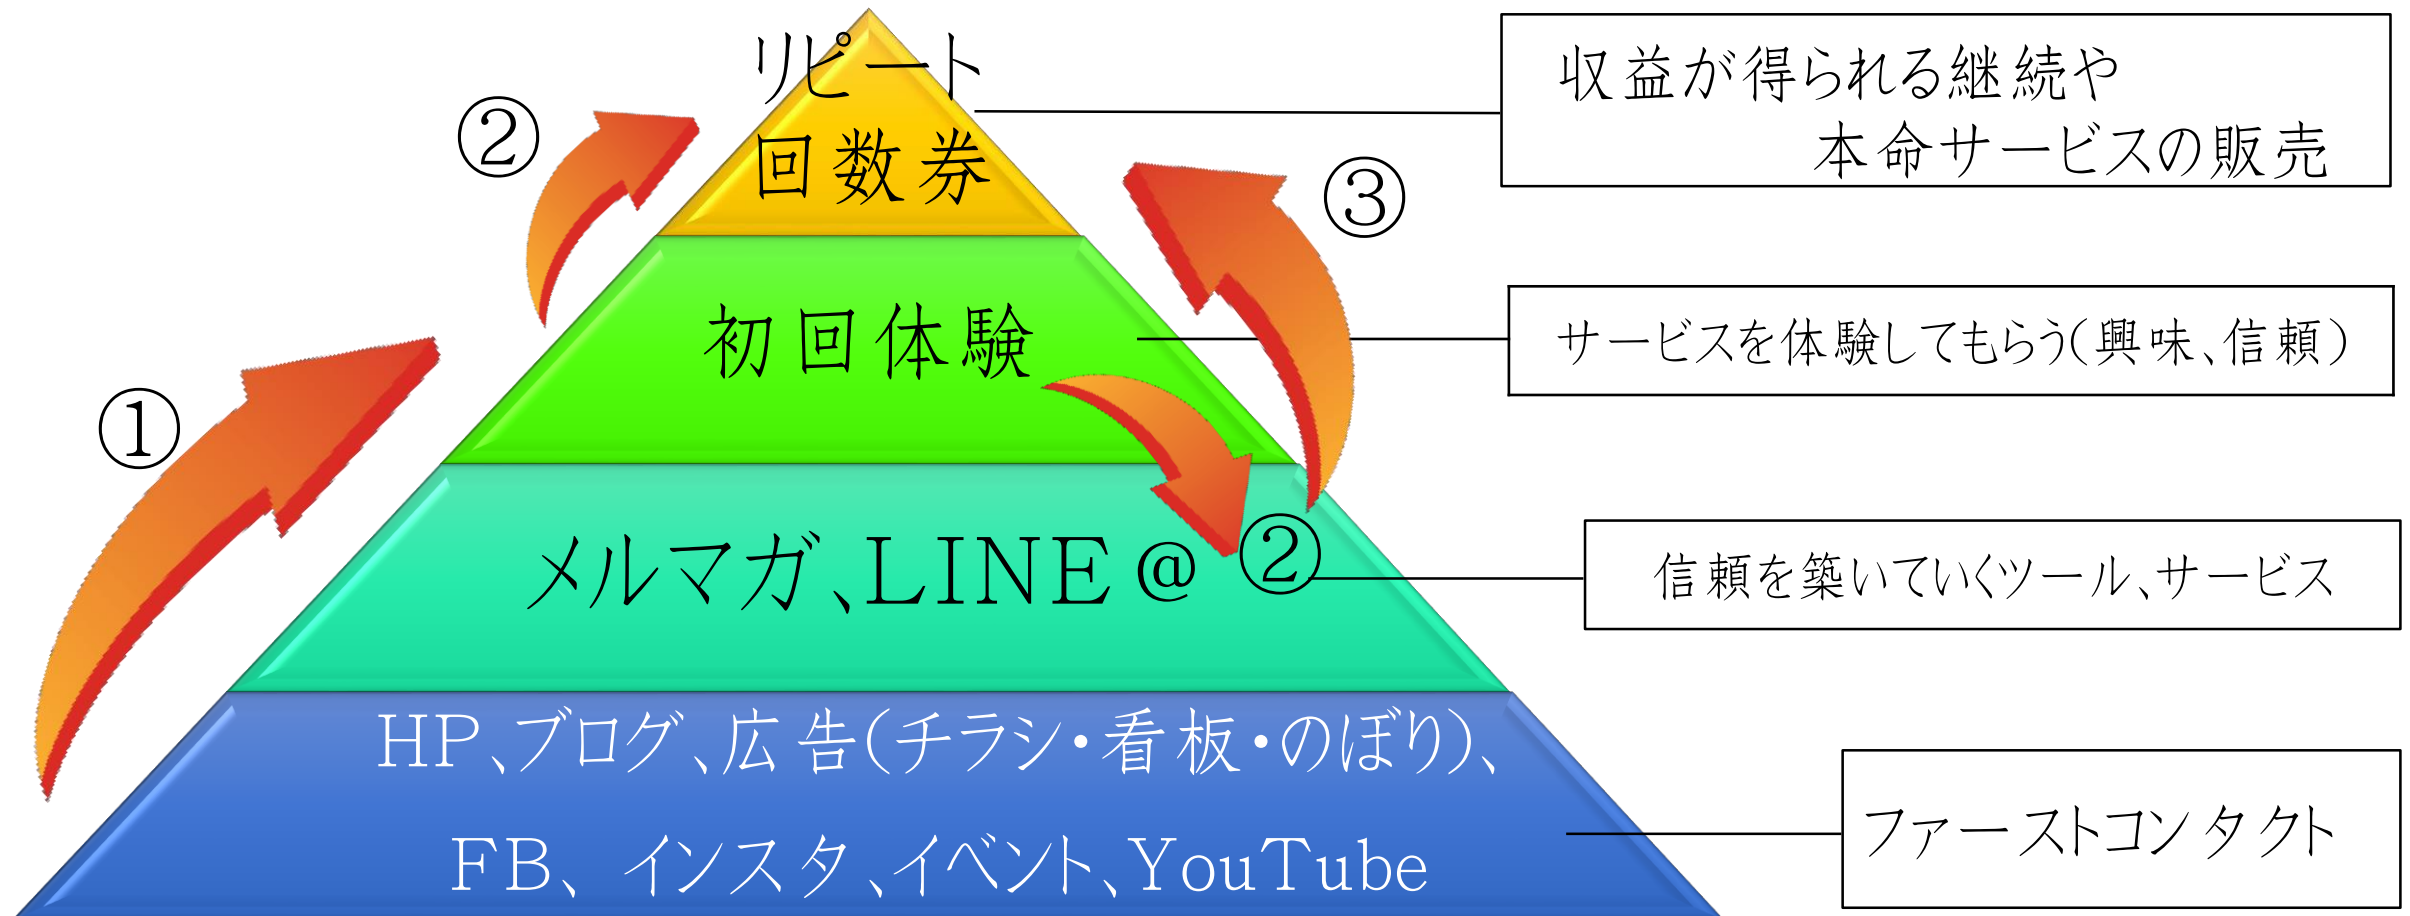 リピート
回数券
収益が得られる継続や
本命サービスの販売
②
③
初回体験
サービスを体験してもらう(興味、信頼)
①
メルマガ、LINE@
②
信頼を築いていくツール、サービス
HP、ブログ、広告(チラシ・看板・のぼり)、
FB、インスタ、イベント、YouTube
ファーストコンタクト